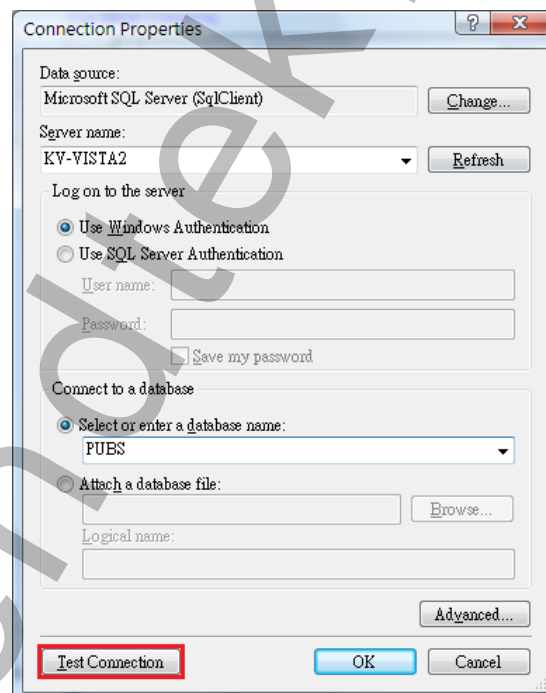 Connection Properties
Data source:
Microsoft SQL Server (SqlClient)
Change...
Server name:
KV-VISTA2
Refresh
Log on to the server
Use Windows Authentication
Use SQL Server Authentication
User name:
Password:
Save my password
Connect to a database
Select or enter a database name:
PUBS
Attach a database file:
Browse...
Logical name:
Advanced...
Test Connection
OK
Cancel